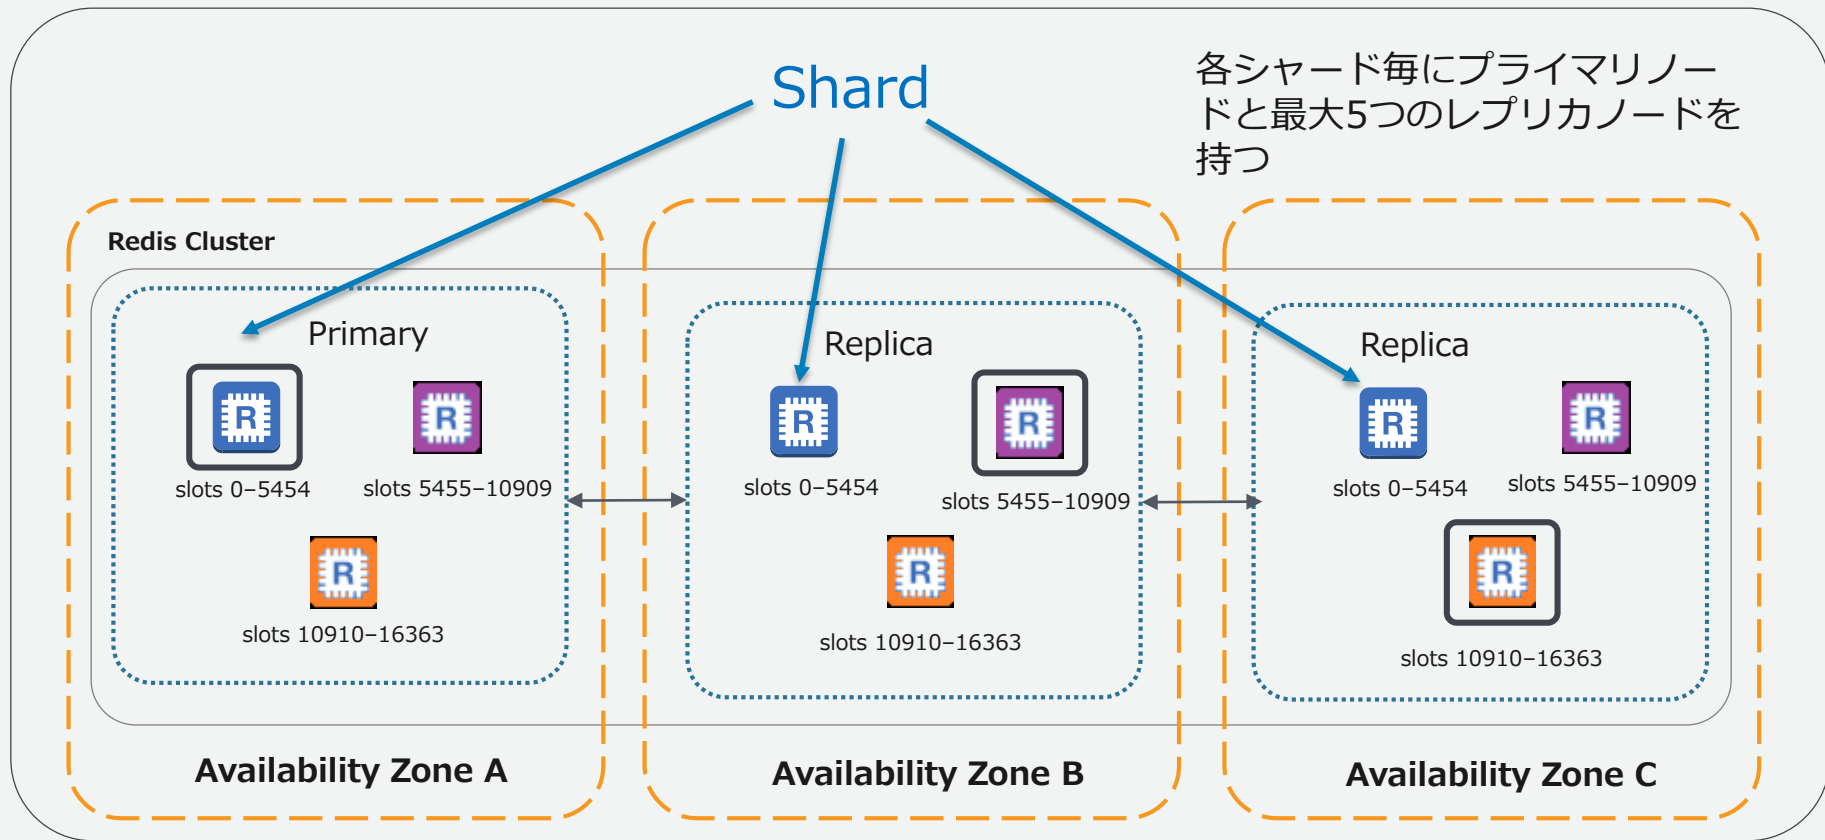 Shard
各シャード毎にプライマリノー
ドと最大5つのレプリカノードを
持つ
Redis Cluster
Primary
R
R
slots 0–5454
slots 5455–10909
R
slots 10910–16363
Availability Zone A
Replica
R
R
slots 0–5454
slots 5455–10909
R
slots 10910–16363
Availability Zone B
Replica
R
R
slots 0–5454
slots 5455–10909
R
slots 10910–16363
Availability Zone C